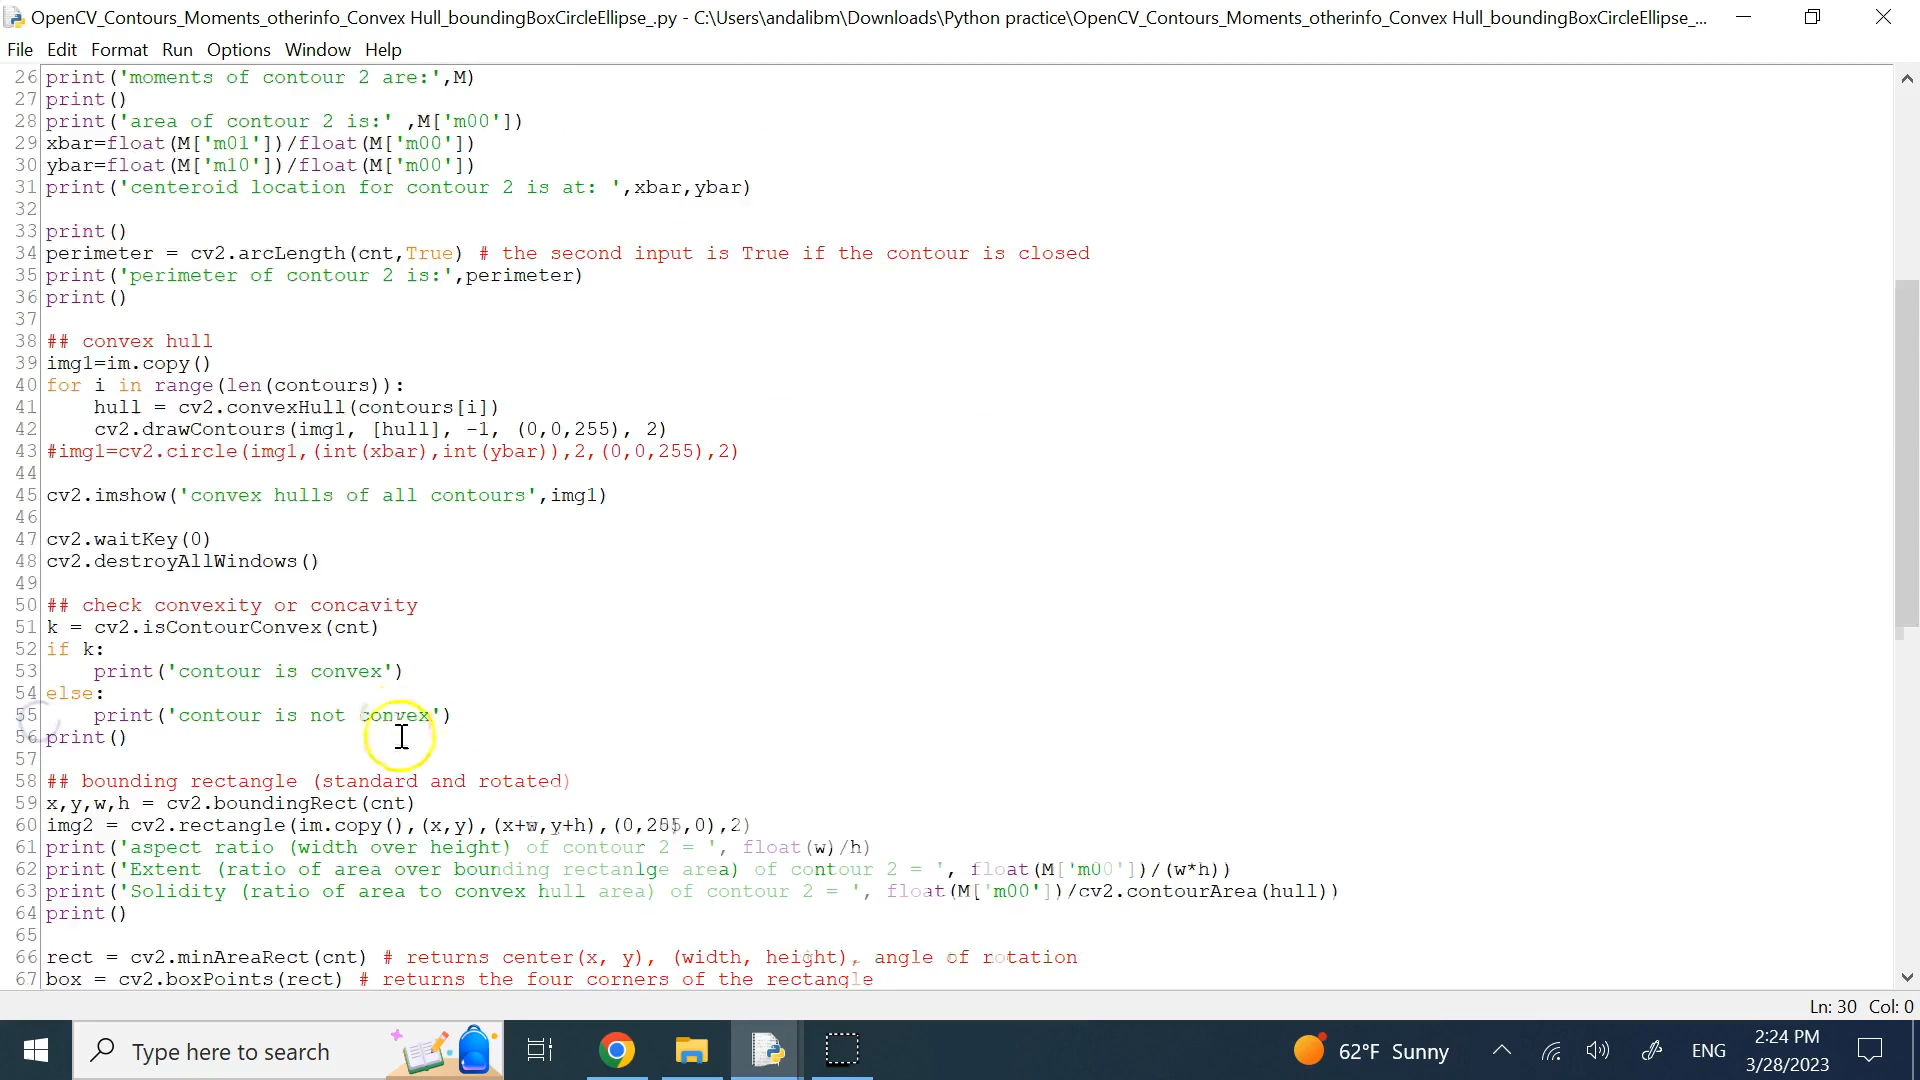 OpenCV_Contours_Moments_otherinfo_Convex Hull_boundingBoxCircleEllipse_.py - C:\Users\andalibm\Downloads\Python practice\OpenCV_Contours_Moments_otherinfo_Convex Hull_boundingBoxCircleEllipse_...
File Edit Format Run Options Window Help
26 print('moments of contour 2 are:',M)
27 print()
28 print('area of contour 2 is:' ,M['m00'])
29 xbar=float(M['m01'])/float(M['m00'])
30 ybar=float(M['m10'])/float(M['m00'])
31 print('centeroid location for contour 2 is at: ',xbar,ybar)
32
33 print()
34 perimeter = cv2.arcLength(cnt,True) # the second input is True if the contour is closed
35 print('perimeter of contour 2 is:',perimeter)
36 print()
37
38 ## convex hull
39 img1=im.copy()
40 for i in range(len(contours)):
41     hull = cv2.convexHull(contours[i])
42     cv2.drawContours(img1, [hull], -1, (0,0,255), 2)
43 #img1=cv2.circle(img1,(int(xbar),int(ybar)),2,(0,0,255),2)
44
45 cv2.imshow('convex hulls of all contours',img1)
46
47 cv2.waitKey(0)
48 cv2.destroyAllWindows()
49
50 ## check convexity or concavity
51 k = cv2.isContourConvex(cnt)
52 if k:
53     print('contour is convex')
54 else:
55     print('contour is not convex')
56 print()
57
58 ## bounding rectangle (standard and rotated)
59 x,y,w,h = cv2.boundingRect(cnt)
60 img2 = cv2.rectangle(im.copy(),(x,y),(x+w,y+h),(0,255,0),2)
61 print('aspect ratio (width over height) of contour 2 = ', float(w)/h)
62 print('Extent (ratio of area over bounding rectanlge area) of contour 2 = ', float(M['m00'])/(w*h))
63 print('Solidity (ratio of area to convex hull area) of contour 2 = ', float(M['m00'])/cv2.contourArea(hull))
64 print()
65
66 rect = cv2.minAreaRect(cnt) # returns center(x, y), (width, height), angle of rotation
67 box = cv2.boxPoints(rect) # returns the four corners of the rectangle
Ln: 30 Col: 0
Type here to search
62°F Sunny
ENG
2:24 PM
3/28/2023